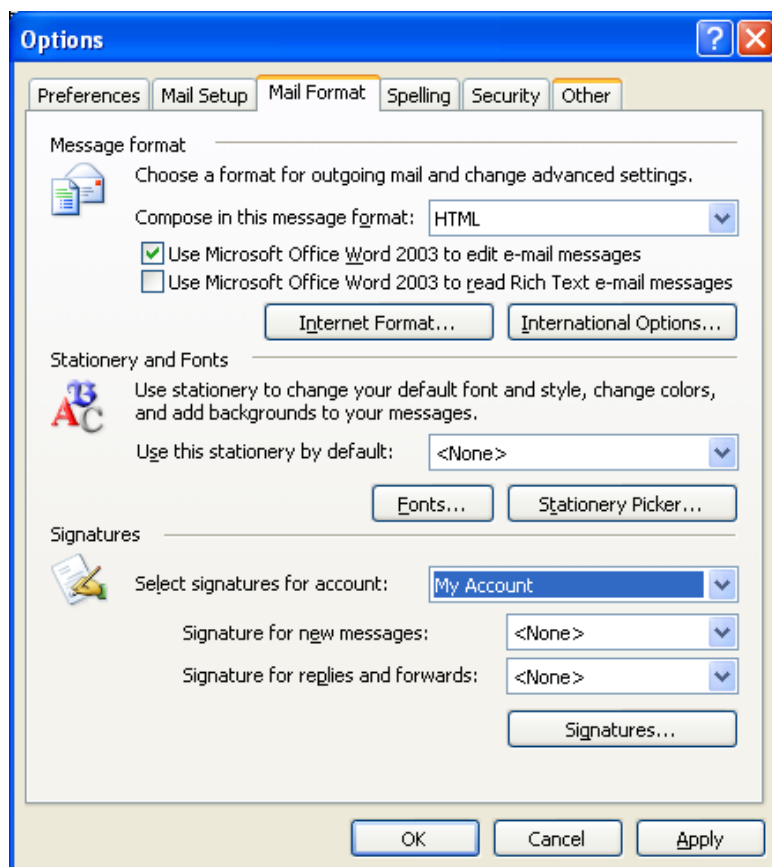 Options
Preferences Mail Setup Mail Format Spelling Security Other
Message format
Choose a format for outgoing mail and change advanced settings.
Compose in this message format: HTML
Use Microsoft Office Word 2003 to edit e-mail messages
Use Microsoft Office Word 2003 to read Rich Text e-mail messages
Internet Format... International Options...
Stationery and Fonts
Use stationery to change your default font and style, change colors,
and add backgrounds to your messages.
Use this stationery by default: <None>
Fonts... Stationery Picker...
Signatures
Select signatures for account: My Account
Signature for new messages: <None>
Signature for replies and forwards: <None>
Signatures...
OK Cancel Apply